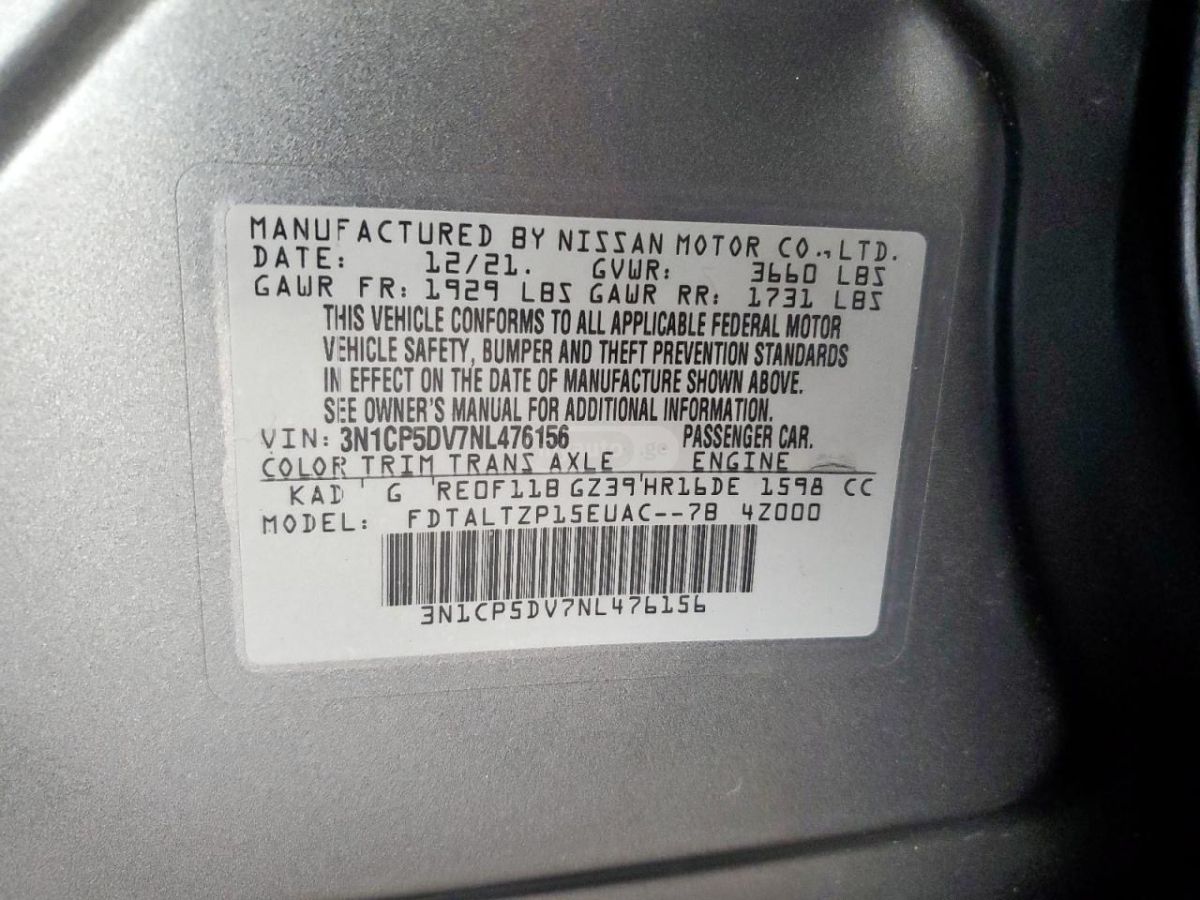 MANUFACTURED BY NISSAN MOTOR CO., LTD.
DATE: 12/21. GVWR: 3660 LBS
GAWR FR: 1929 LBS GAWR RR: 1731 LBS
THIS VEHICLE CONFORMS TO ALL APPLICABLE FEDERAL MOTOR
VEHICLE SAFETY, BUMPER AND THEFT PREVENTION STANDARDS
IN EFFECT ON THE DATE OF MANUFACTURE SHOWN ABOVE.
SEE OWNER'S MANUAL FOR ADDITIONAL INFORMATION.
VIN: 3N1CP5DV7NL476156 PASSENGER CAR.
COLOR TRIM TRANS AXLE ENGINE
KAD G RE0F11B GZ39 HR16DE 1598 CC
MODEL: FDTALTZP15EUAC--7B 4Z000
3N1CP5DV7NL476156